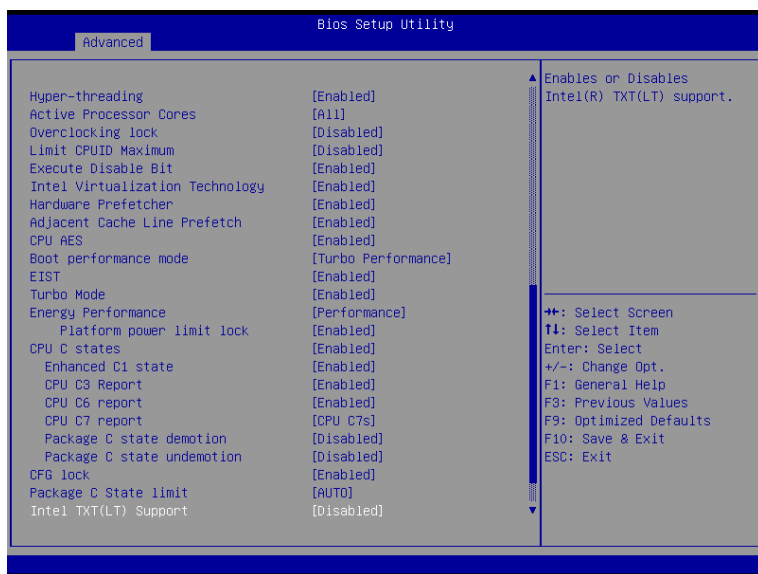 Bios Setup Utility
Advanced
Hyper-threading [Enabled]
Active Processor Cores [All]
Overclocking lock [Disabled]
Limit CPUID Maximum [Disabled]
Execute Disable Bit [Enabled]
Intel Virtualization Technology [Enabled]
Hardware Prefetcher [Enabled]
Adjacent Cache Line Prefetch [Enabled]
CPU AES [Enabled]
Boot performance mode [Turbo Performance]
EIST [Enabled]
Turbo Mode [Enabled]
Energy Performance [Performance]
Platform power limit lock [Enabled]
CPU C states [Enabled]
Enhanced C1 state [Enabled]
CPU C3 Report [Enabled]
CPU C6 report [Enabled]
CPU C7 report [CPU C7s]
Package C state demotion [Disabled]
Package C state undemotion [Disabled]
CFG lock [Enabled]
Package C State limit [AUTO]
Intel TXT(LT) Support [Disabled]
Enables or Disables
Intel(R) TXT(LT) support.
→←: Select Screen
↑↓: Select Item
Enter: Select
+/-: Change Opt.
F1: General Help
F3: Previous Values
F9: Optimized Defaults
F10: Save & Exit
ESC: Exit